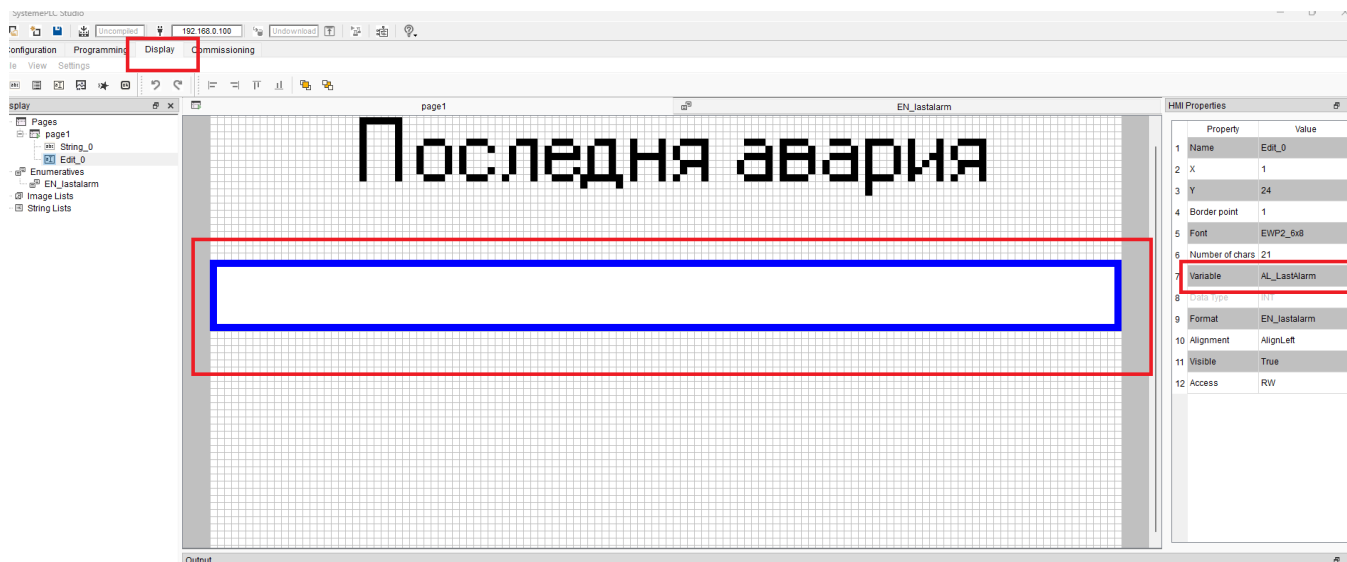 SystemePLC Studio
Uncompiled 192.168.0.100 Undownload
onfiguration Programming Display Commissioning
le View Settings
splay
page1
EN_lastalarm
HMI Properties
Pages
page1
String_0
Edit_0
Enumeratives
EN_lastalarm
Image Lists
String Lists
Последня авария
Property Value
1 Name Edit_0
2 X 1
3 Y 24
4 Border point 1
5 Font EWP2_6x8
6 Number of chars 21
7 Variable AL_LastAlarm
8 Data Type INT
9 Format EN_lastalarm
10 Alignment AlignLeft
11 Visible True
12 Access RW
Output